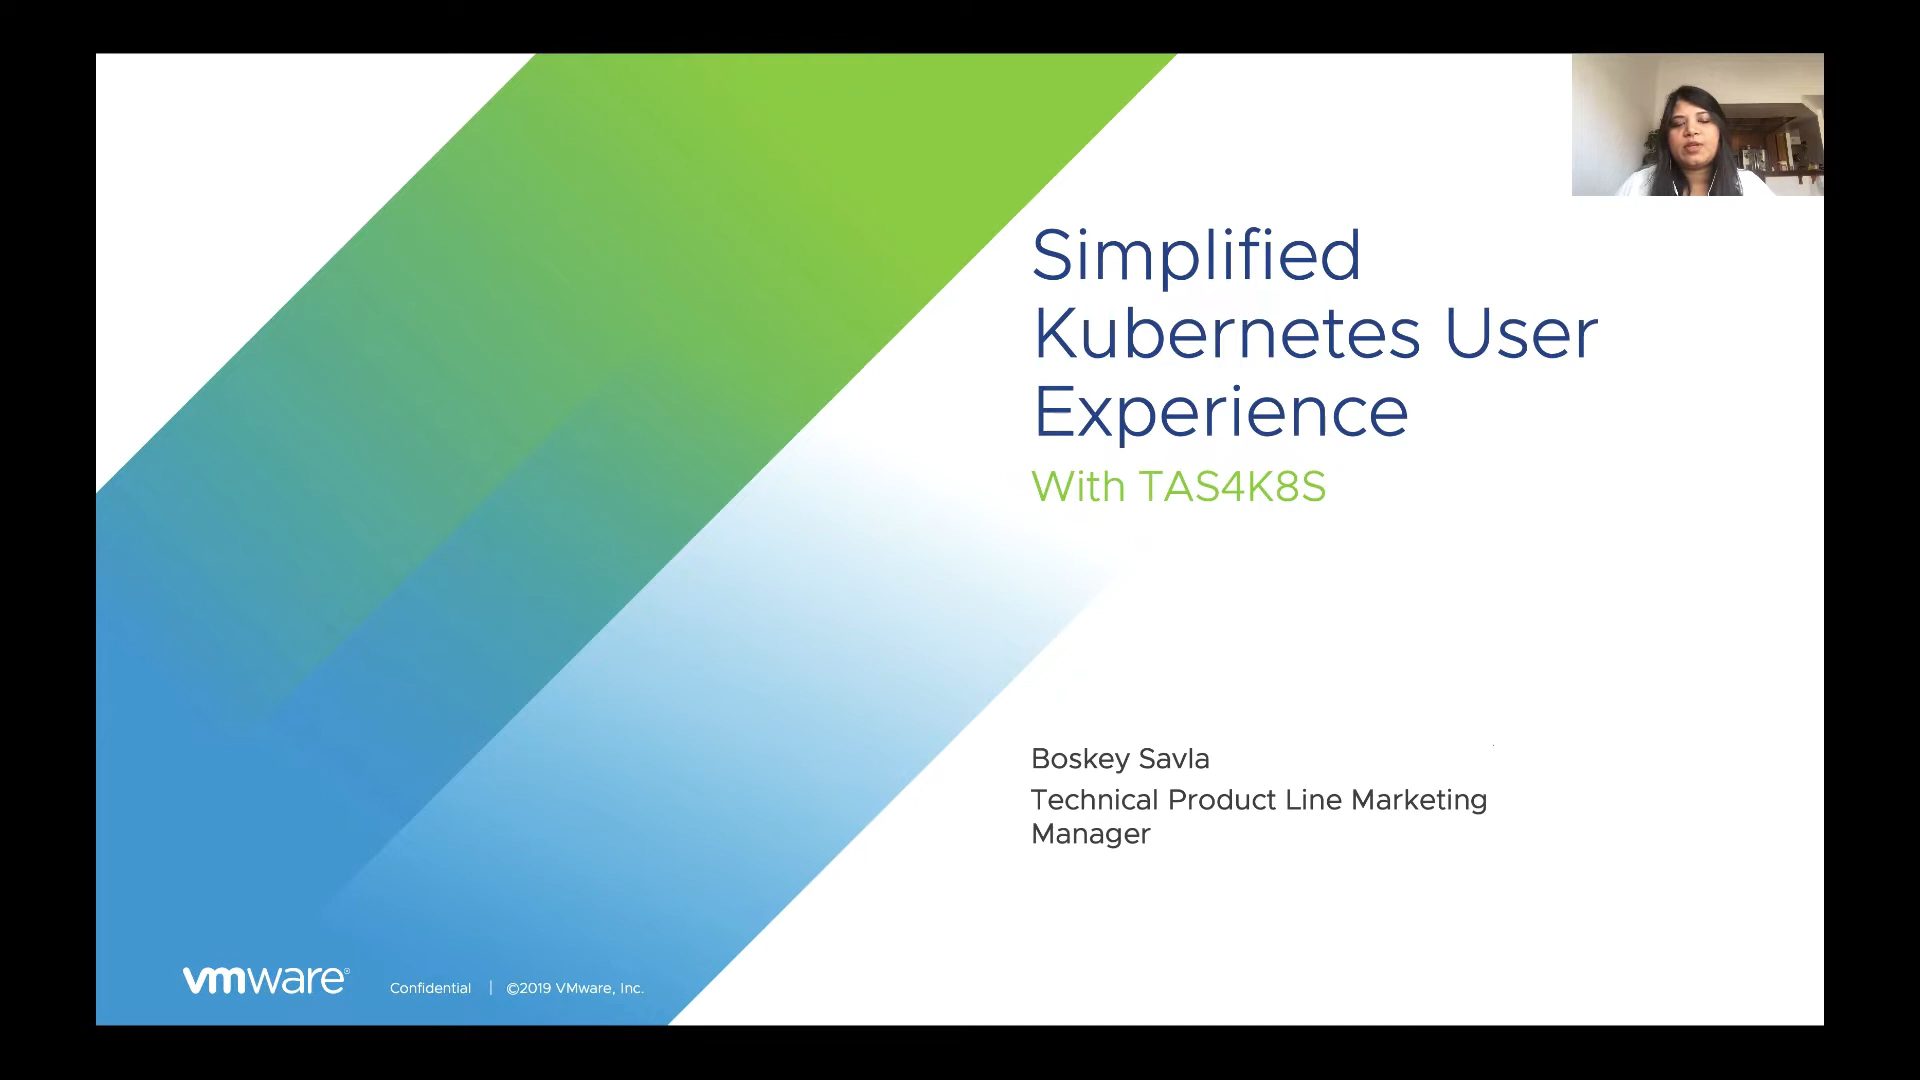 Simplified
Kubernetes User
Experience
With TAS4K8S
Boskey Savla
Technical Product Line Marketing
Manager
vmware®
Confidential | ©2019 VMware, Inc.